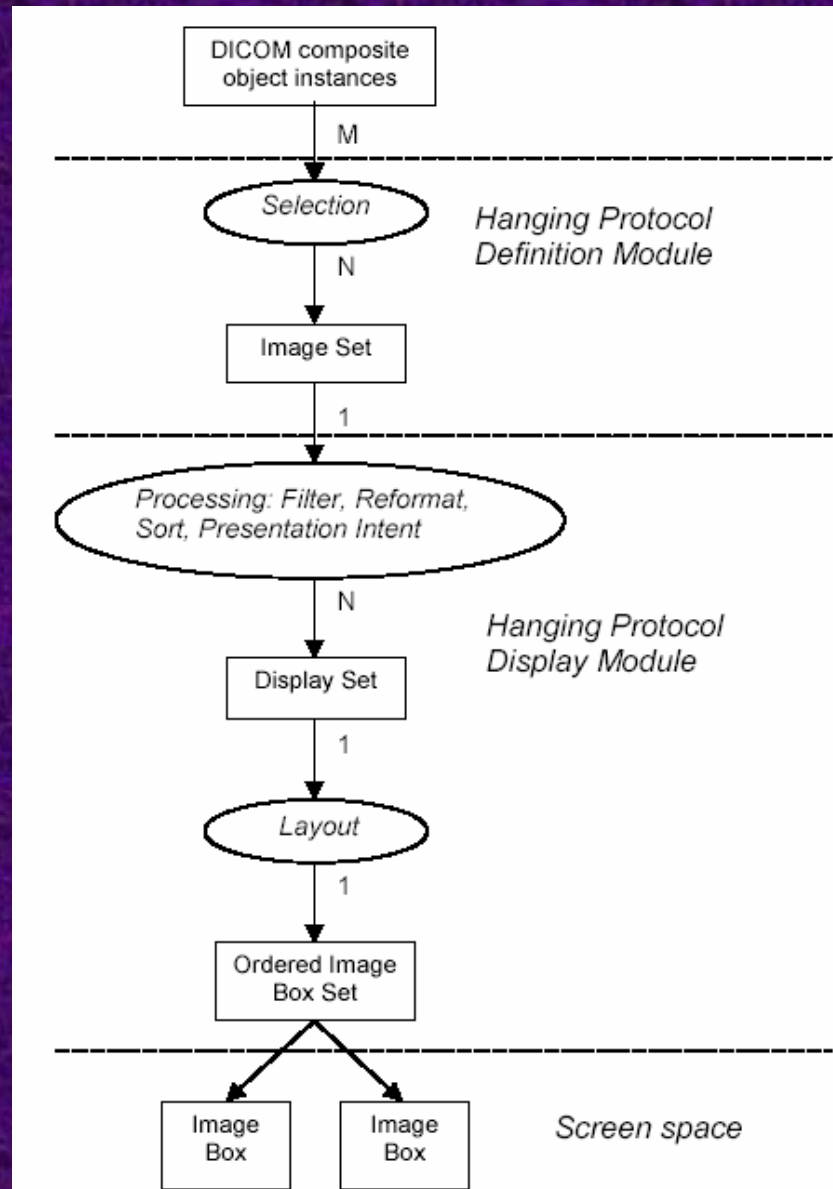 DICOM composite
object instances
M
Selection
Hanging Protocol
Definition Module
N
Image Set
1
Processing: Filter, Reformat,
Sort, Presentation Intent
N
Hanging Protocol
Display Module
Display Set
1
Layout
1
Ordered Image
Box Set
Image
Box
Image
Box
Screen space